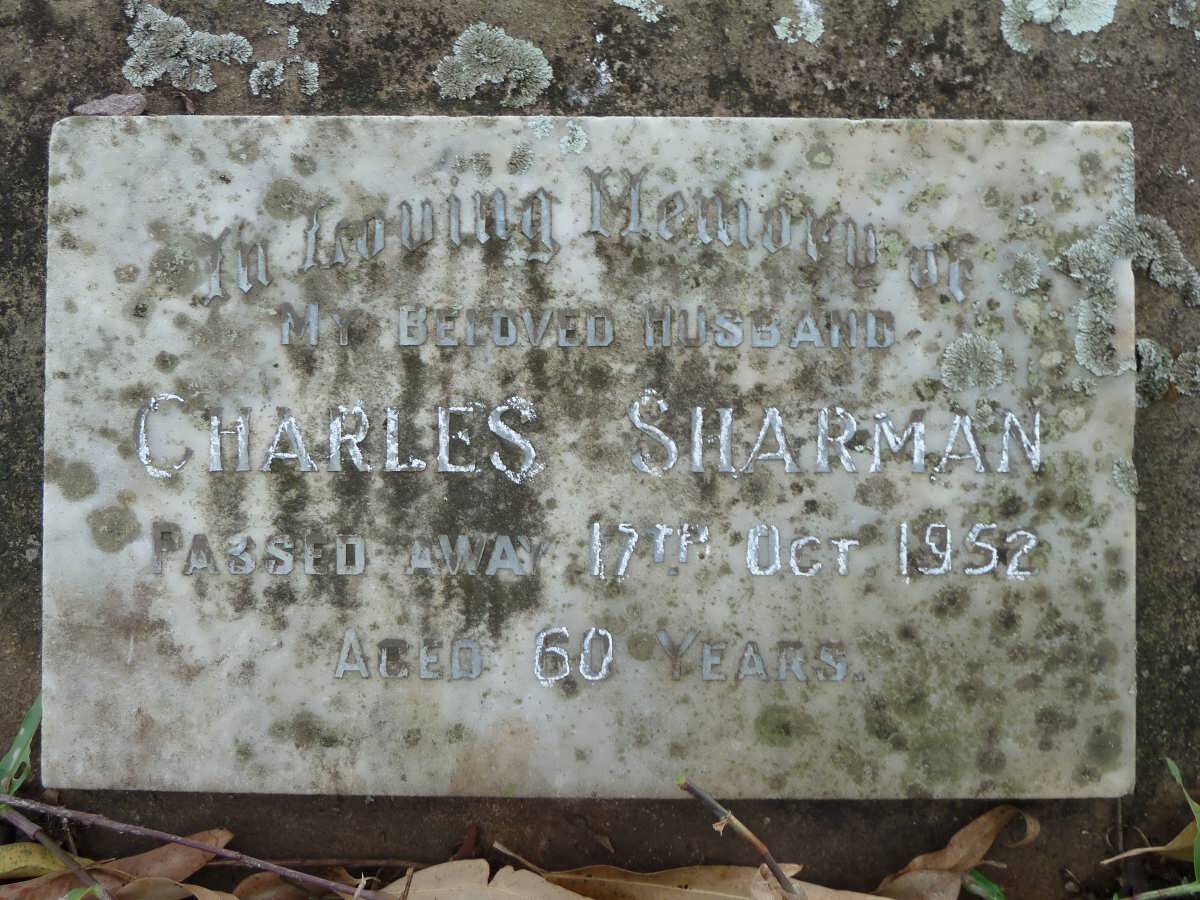 In Loving Memory of
MY BELOVED HUSBAND
CHARLES SHARMAN
PASSED AWAY 17TH OCT 1952
AGED 60 YEARS.